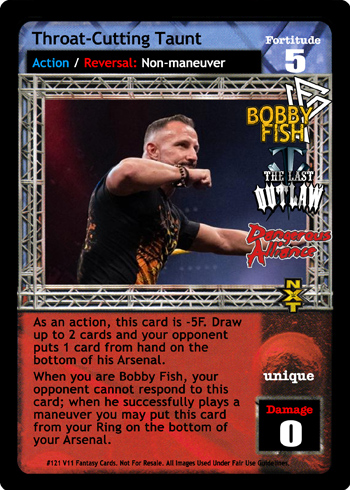 Throat-Cutting Taunt
Fortitude
5
Action / Reversal: Non-maneuver
BOBBY
FISH
THE LAST
OUTLAW
Dangerous
Alliance
NXT
As an action, this card is -5F. Draw
up to 2 cards and your opponent
puts 1 card from hand on the
bottom of his Arsenal.
When you are Bobby Fish, your
opponent cannot respond to this
card; when he successfully plays a
maneuver you may put this card
from your Ring on the bottom of
your Arsenal.
unique
Damage
0
#121 V11 Fantasy Cards. Not For Resale. All Images Used Under Fair Use Guidelines.